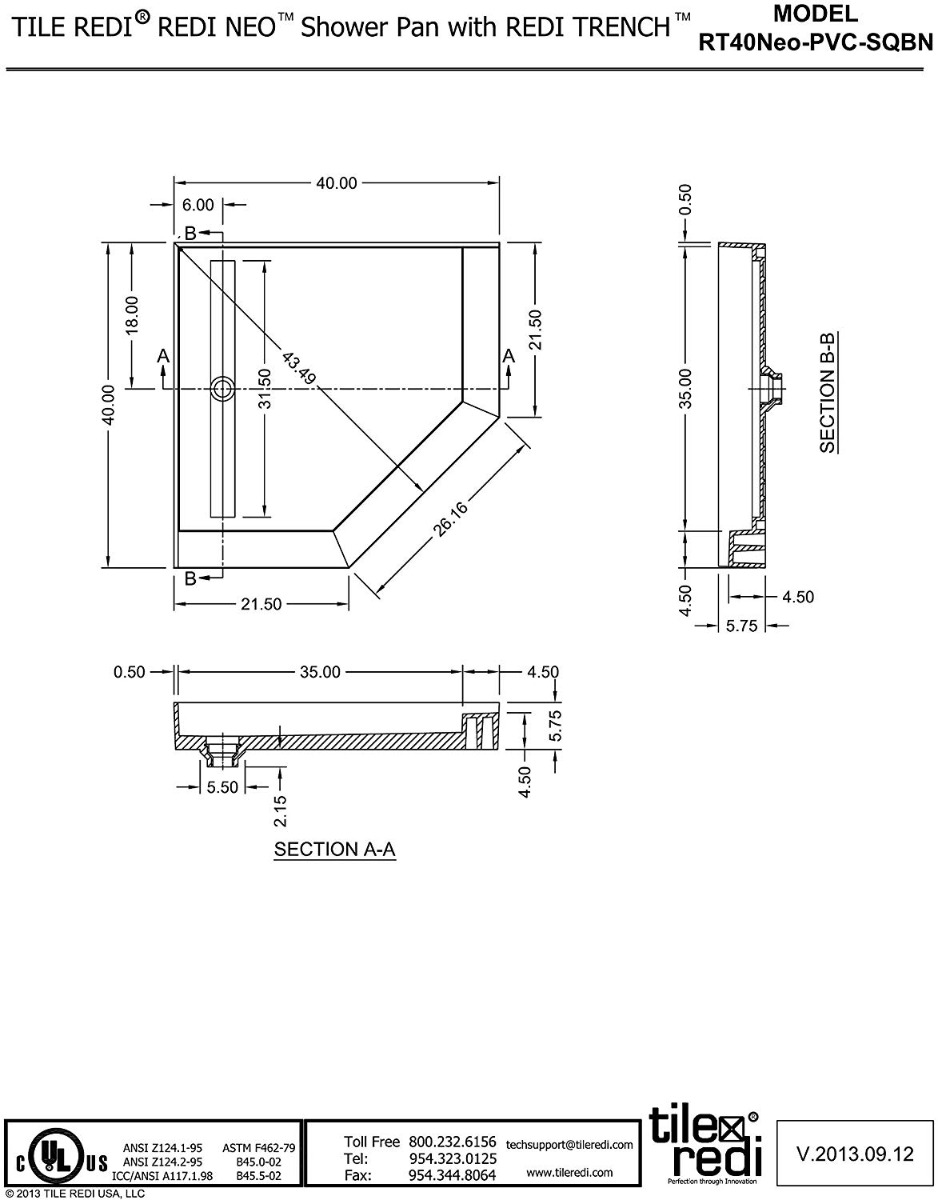 TILE REDI® REDI NEO™ Shower Pan with REDI TRENCH™
MODEL
RT40Neo-PVC-SQBN
40.00
6.00
B
18.00
A
40.00
43.49
31.50
A
21.50
26.16
B
21.50
0.50
35.00
4.50
4.50
5.75
SECTION B-B
0.50
35.00
4.50
5.75
4.50
5.50
2.15
SECTION A-A
c UL US
®
ANSI Z124.1-95
ANSI Z124.2-95
ICC/ANSI A117.1.98
ASTM F462-79
B45.0-02
B45.5-02
Toll Free 800.232.6156
Tel: 954.323.0125
Fax: 954.344.8064
techsupport@tileredi.com
www.tileredi.com
tile redi®
Perfection through Innovation
V.2013.09.12
© 2013 TILE REDI USA, LLC